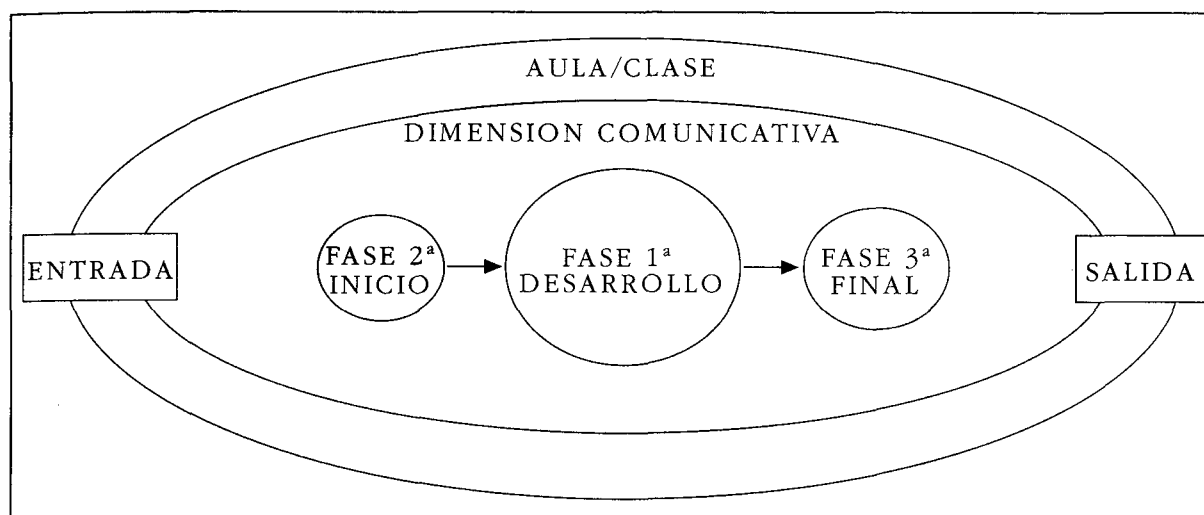 AULA/CLASE
DIMENSION COMUNICATIVA
ENTRADA
FASE 2ª
INICIO
FASE 1ª
DESARROLLO
FASE 3ª
FINAL
SALIDA